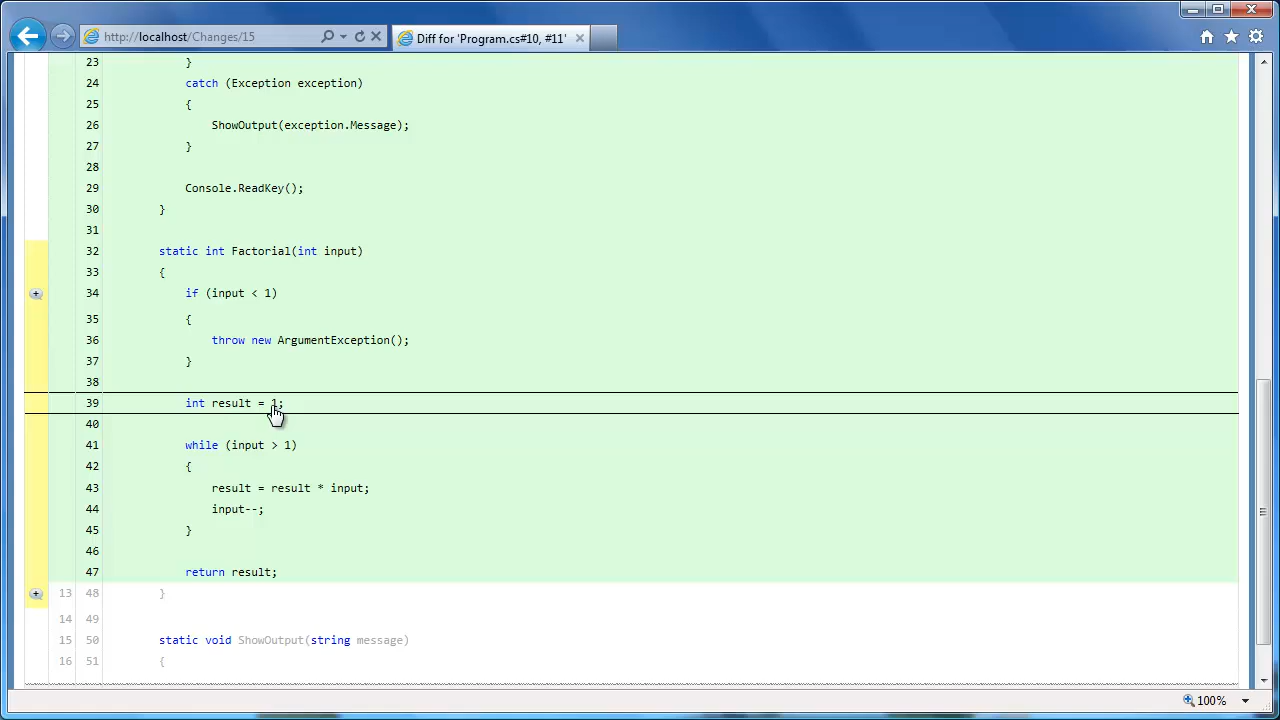 http://localhost/Changes/15
Diff for 'Program.cs#10, #11'
23 }
24 catch (Exception exception)
25 {
26 ShowOutput(exception.Message);
27 }
28
29 Console.ReadKey();
30 }
31
32 static int Factorial(int input)
33 {
34 if (input < 1)
35 {
36 throw new ArgumentException();
37 }
38
39 int result = 1;
40
41 while (input > 1)
42 {
43 result = result * input;
44 input--;
45 }
46
47 return result;
13 48 }
14 49
15 50 static void ShowOutput(string message)
16 51 {
100%